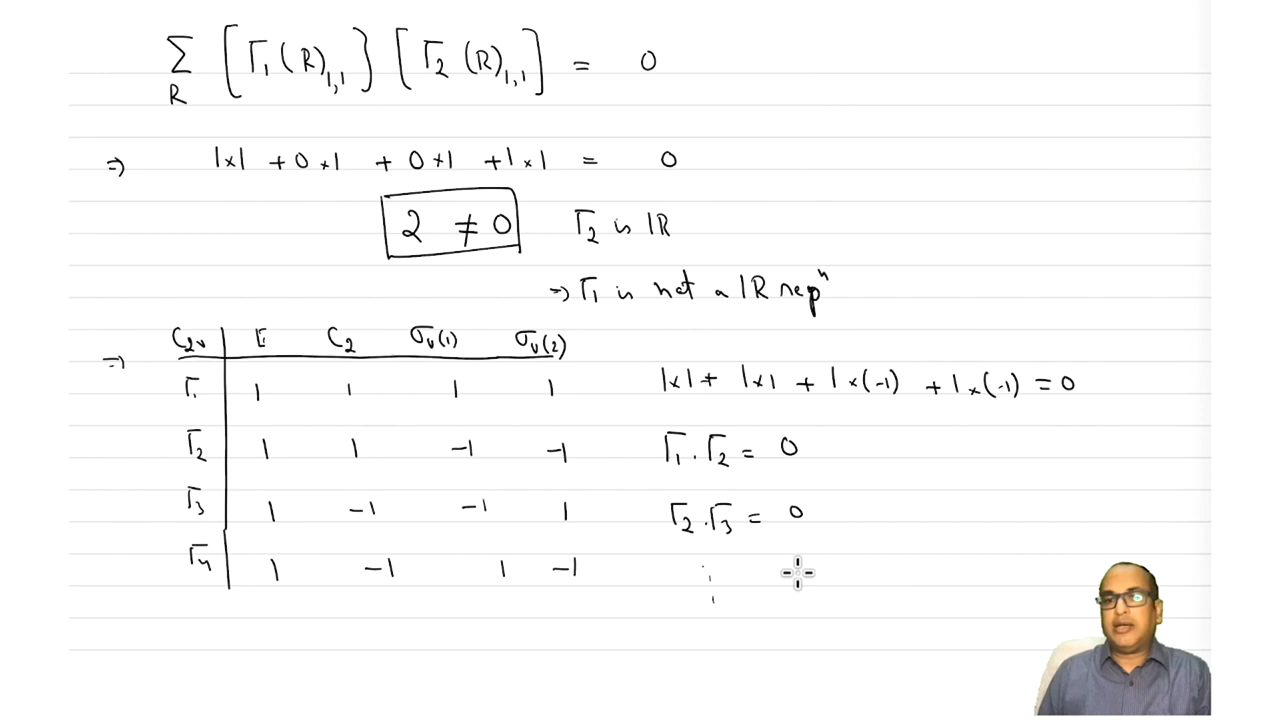 ∑_R [Γ₁(R)₁,₁] [Γ₂(R)₁,₁] = 0
⇒ 1×1 + 0×1 + 0×1 + 1×1 = 0
2 ≠ 0 Γ₂ is IR
⇒ Γ₁ is not a IR repⁿ
⇒ C₂ᵥ E C₂ σᵥ(1) σᵥ(2)
Γ₁ 1 1 1 1 1×1 + 1×1 + 1×(-1) + 1×(-1) = 0
Γ₂ 1 1 -1 -1 Γ₁.Γ₂ = 0
Γ₃ 1 -1 -1 1 Γ₂.Γ₃ = 0
Γ₄ 1 -1 1 -1 ⋮